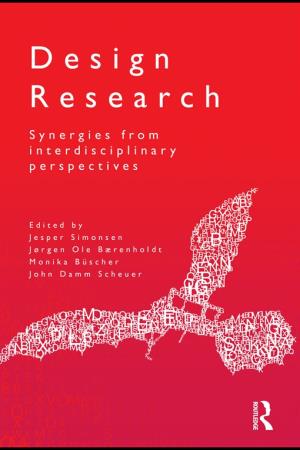 Design
Research
Synergies from
interdisciplinary
perspectives
Edited by
Jesper Simonsen
Jørgen Ole Bærenholdt
Monika Büscher
John Damm Scheuer
ROUTLEDGE